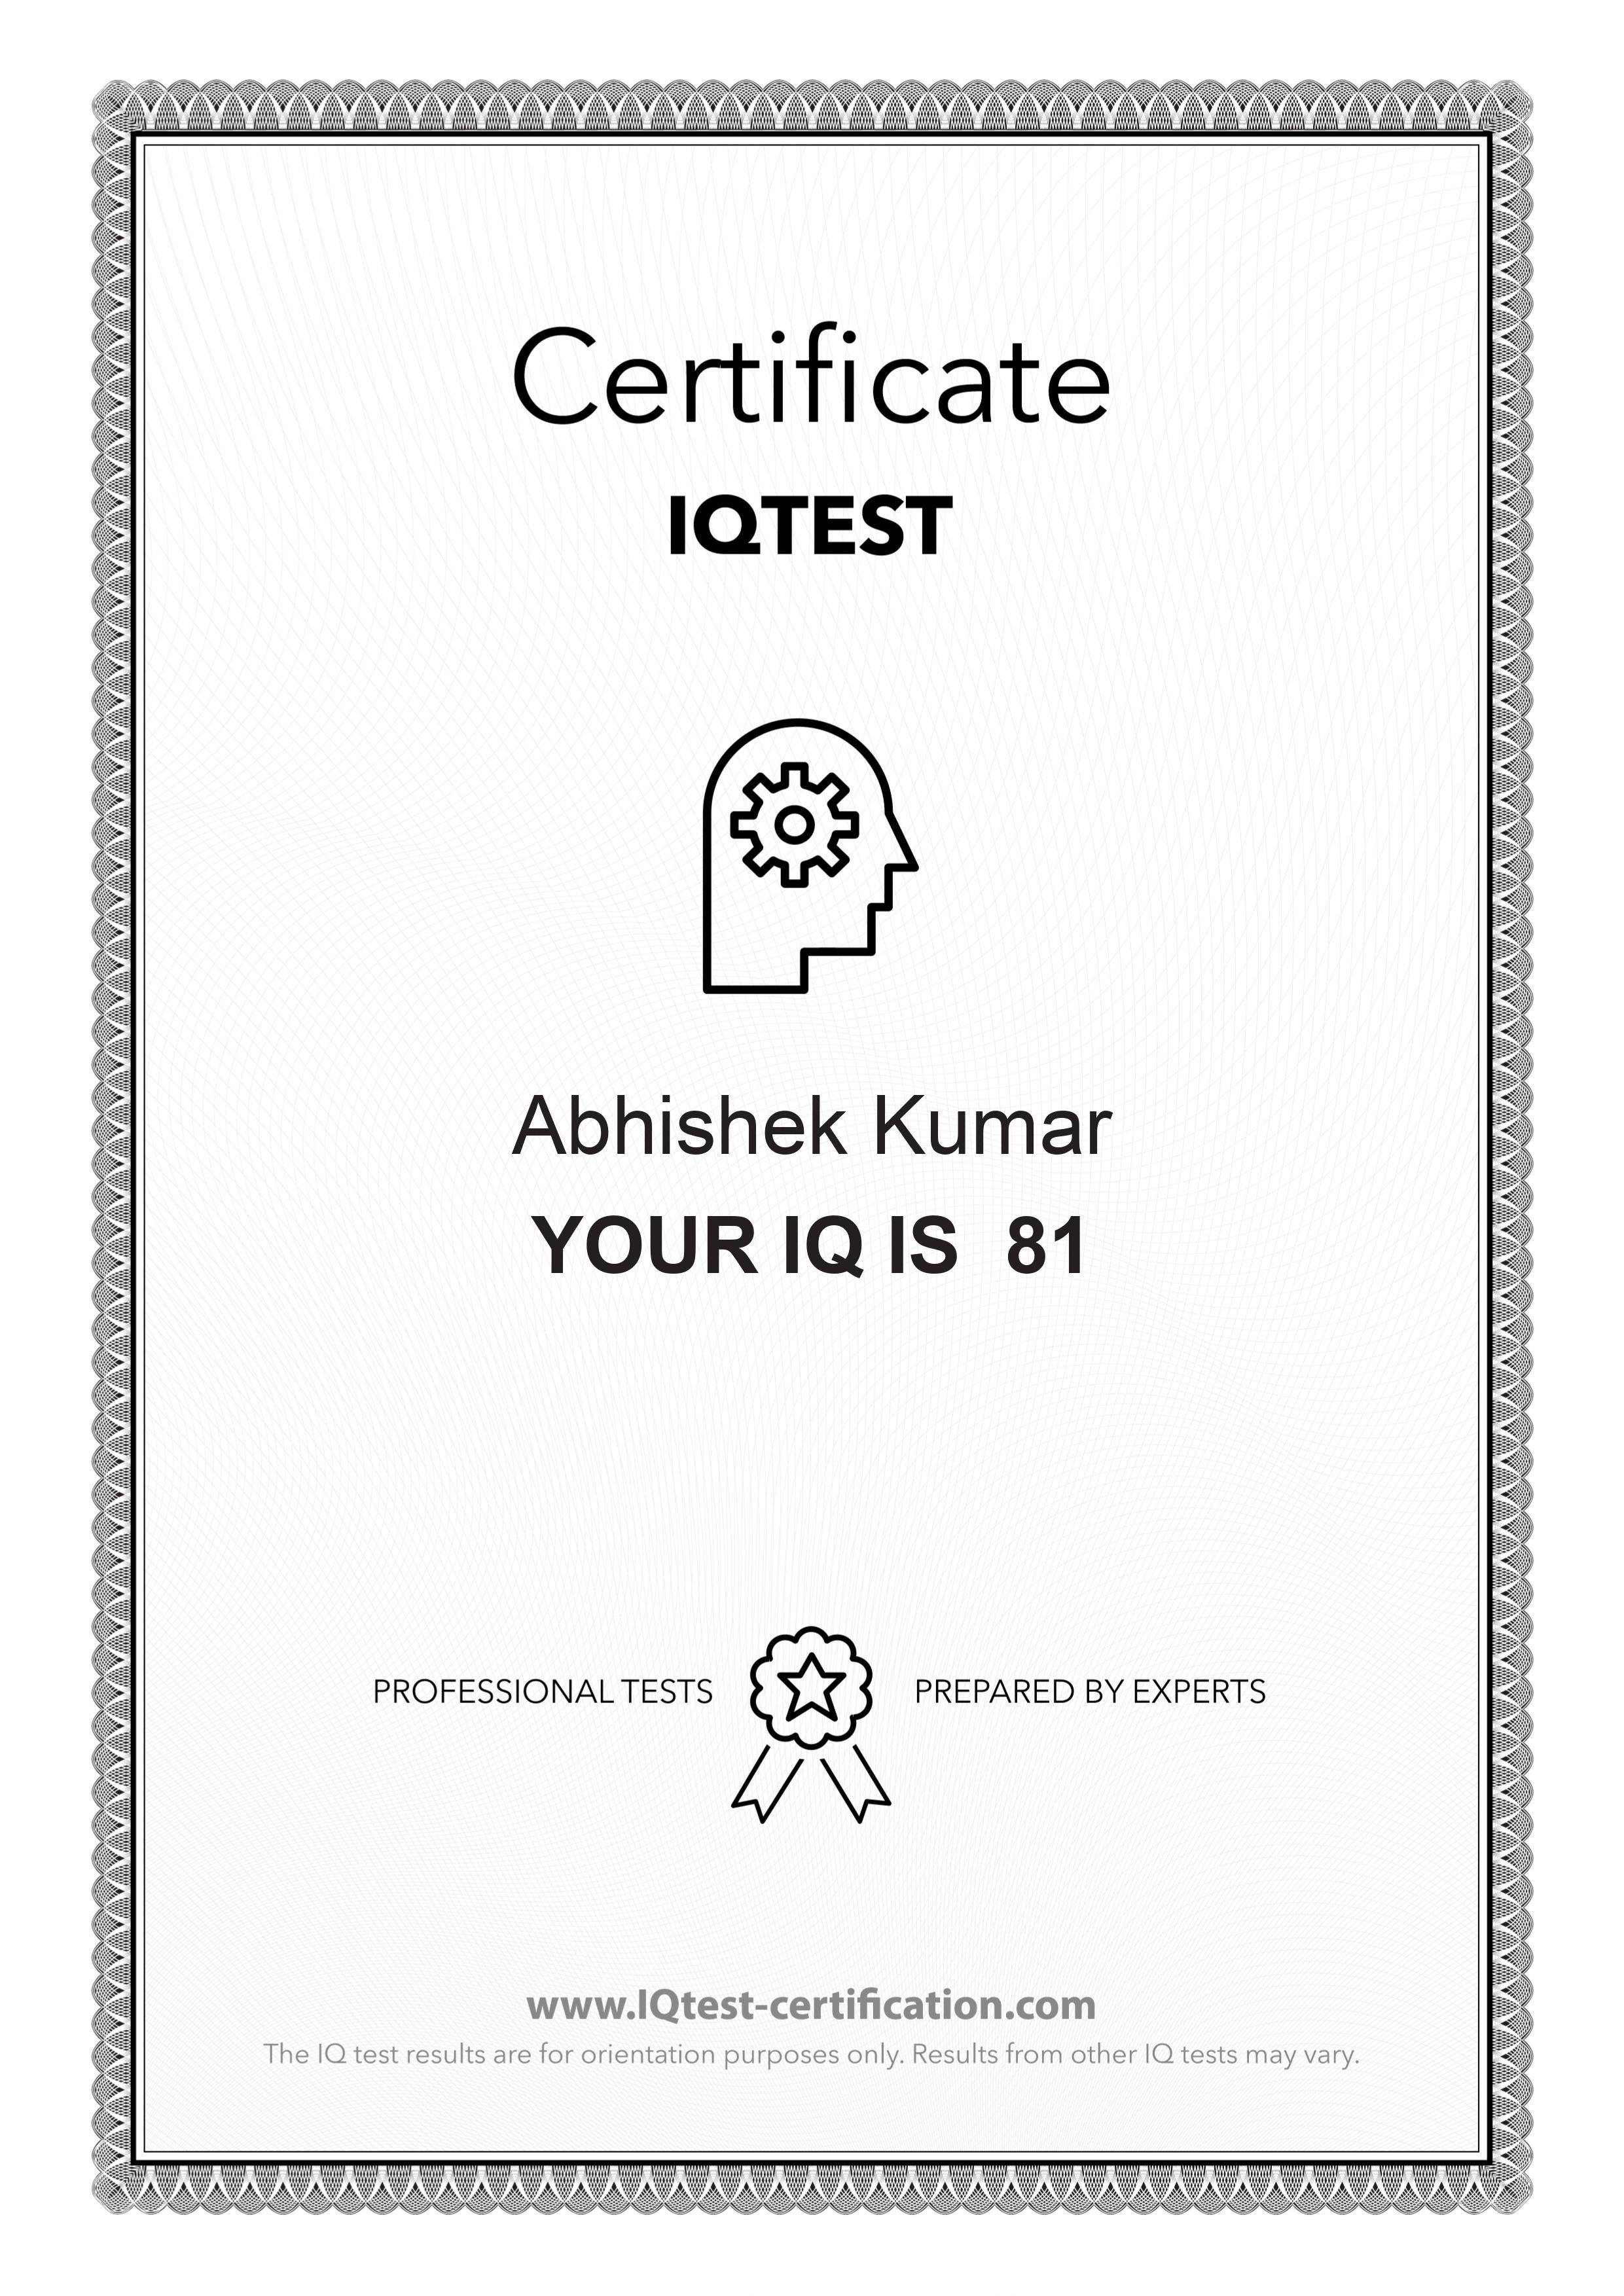 Certificate
IQTEST
Abhishek Kumar
YOUR IQ IS  81
PROFESSIONAL TESTS PREPARED BY EXPERTS
www.IQtest-certification.com
The IQ test results are for orientation purposes only. Results from other IQ tests may vary.